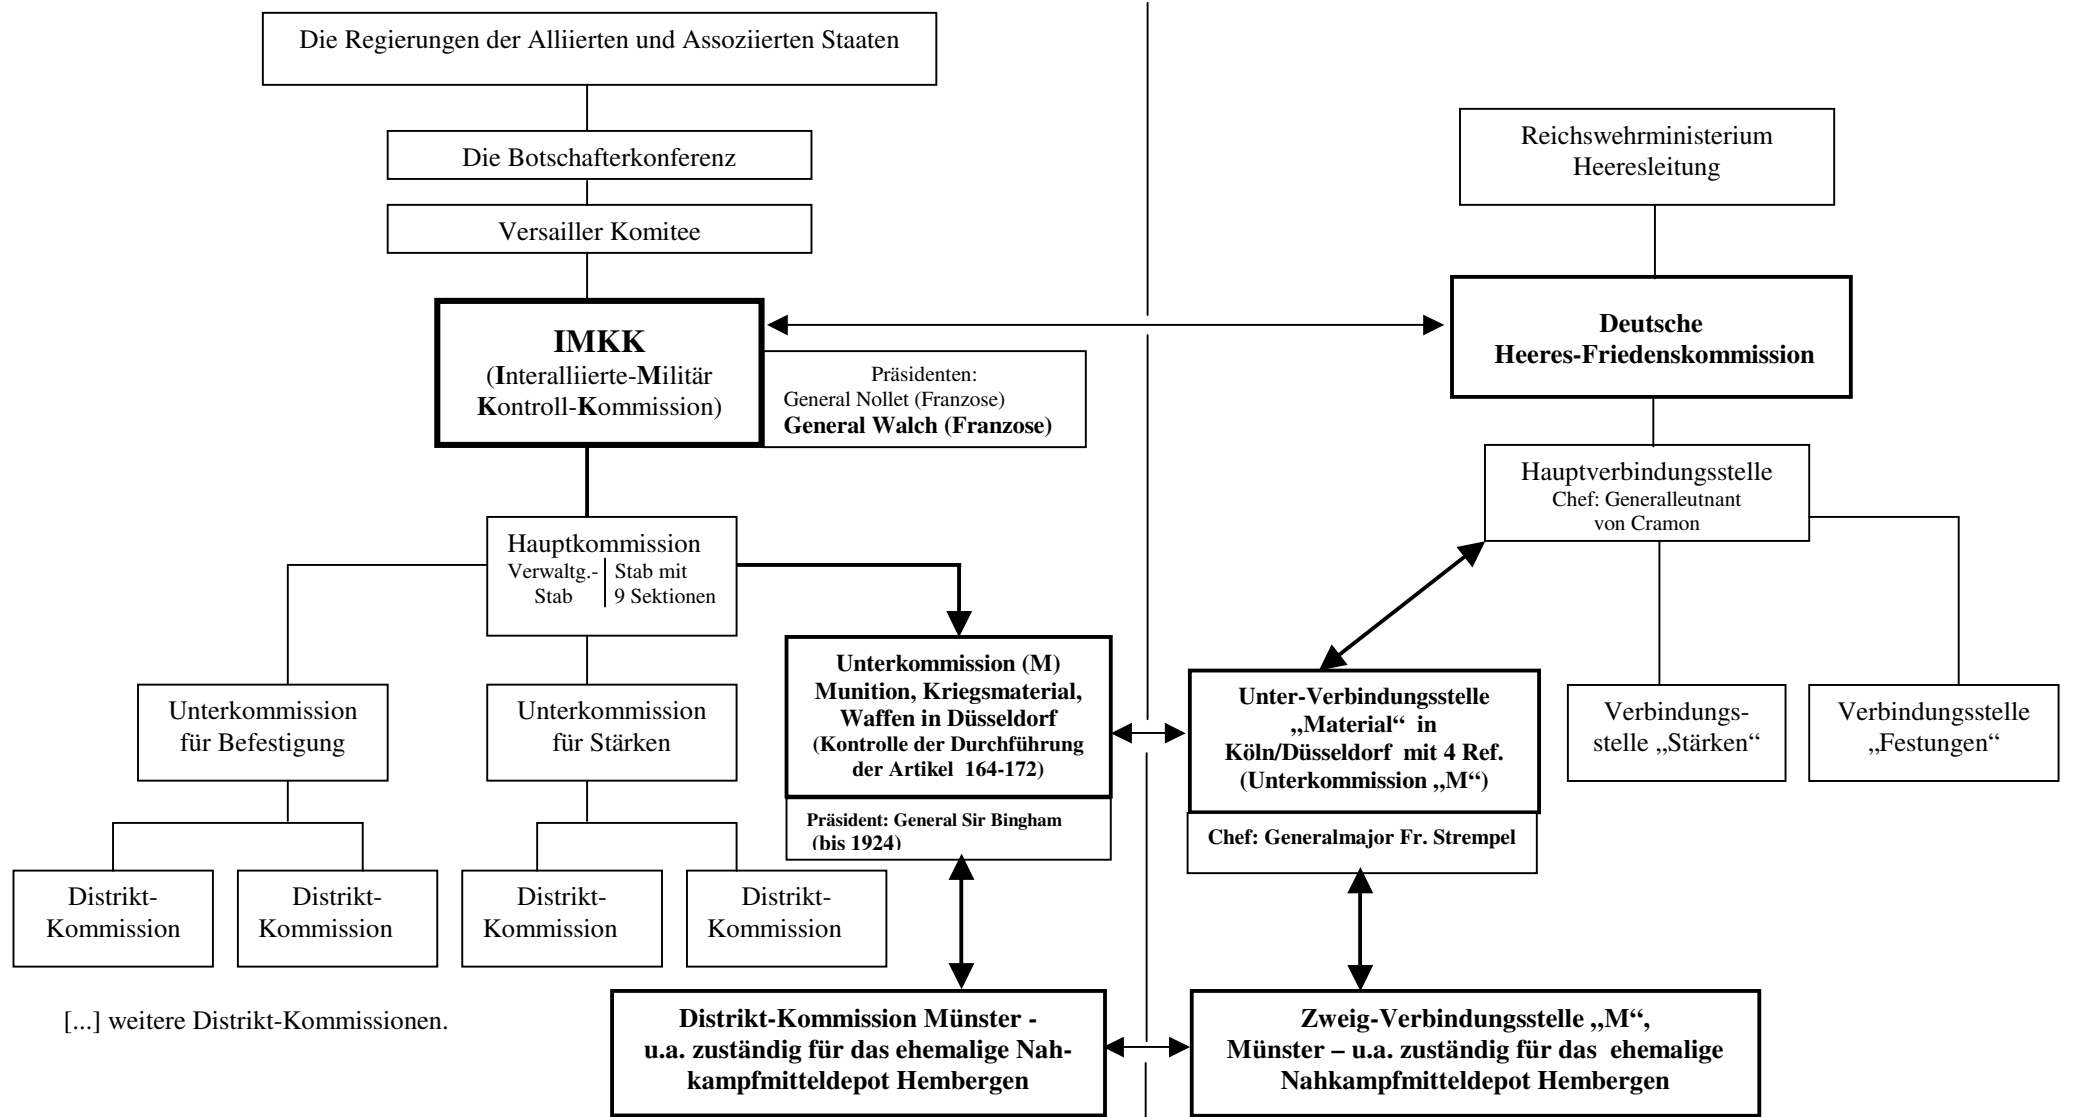 Die Regierungen der Alliierten und Assoziierten Staaten
Die Botschafterkonferenz
Versailler Komitee
IMKK
(Interalliierte-Militär
Kontroll-Kommission)
Präsidenten:
General Nollet (Franzose)
General Walch (Franzose)
Hauptkommission
Verwaltg.- Stab mit
Stab 9 Sektionen
Unterkommission
für Befestigung
Unterkommission
für Stärken
Unterkommission (M)
Munition, Kriegsmaterial,
Waffen in Düsseldorf
(Kontrolle der Durchführung
der Artikel 164-172)
Präsident: General Sir Bingham
(bis 1924)
Distrikt-
Kommission
Distrikt-
Kommission
Distrikt-
Kommission
Distrikt-
Kommission
[...] weitere Distrikt-Kommissionen.
Distrikt-Kommission Münster -
u.a. zuständig für das ehemalige Nah-
kampfmitteldepot Hembergen
Reichswehrministerium
Heeresleitung
Deutsche
Heeres-Friedenskommission
Hauptverbindungsstelle
Chef: Generalleutnant
von Cramon
Unter-Verbindungsstelle
„Material“ in
Köln/Düsseldorf mit 4 Ref.
(Unterkommission „M“)
Chef: Generalmajor Fr. Strempel
Verbindungs-
stelle „Stärken“
Verbindungsstelle
„Festungen“
Zweig-Verbindungsstelle „M“,
Münster – u.a. zuständig für das ehemalige
Nahkampfmitteldepot Hembergen